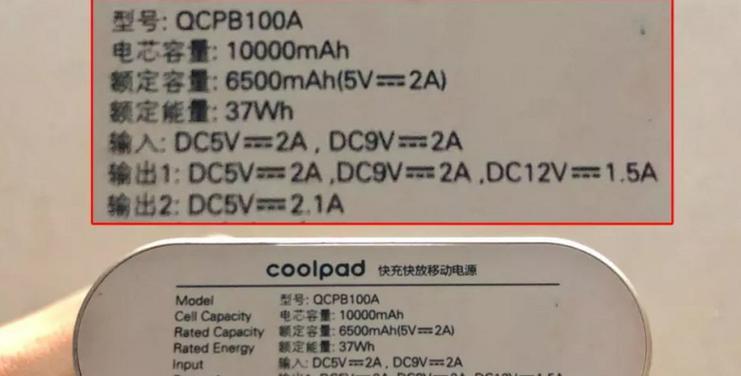 型号: QCPB100A
电芯容量: 10000mAh
额定容量: 6500mAh(5V⎓2A)
额定能量: 37Wh
输入: DC5V⎓2A , DC9V⎓2A
输出1: DC5V⎓2A ,DC9V⎓2A ,DC12V⎓1.5A
输出2: DC5V⎓2.1A
coolpad 快充快放移动电源
Model 型号: QCPB100A
Cell Capacity 电芯容量: 10000mAh
Rated Capacity 额定容量: 6500mAh(5V⎓2A)
Rated Energy 额定能量: 37Wh
Input 输入: DC5V⎓2A , DC9V⎓2A